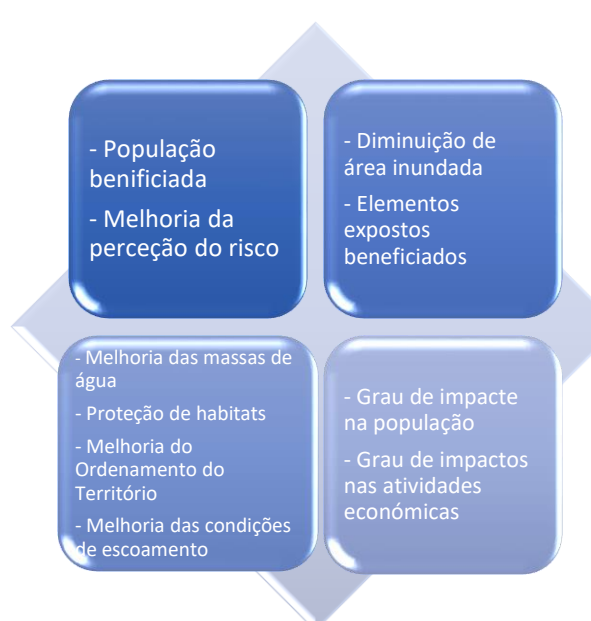 - População
benificiada
- Melhoria da
perceção do risco
- Diminuição de
área inundada
- Elementos
expostos
beneficiados
- Melhoria das massas de
água
- Proteção de habitats
- Melhoria do
Ordenamento do
Território
- Melhoria das condições
de escoamento
- Grau de impacte
na população
- Grau de impactos
nas atividades
económicas